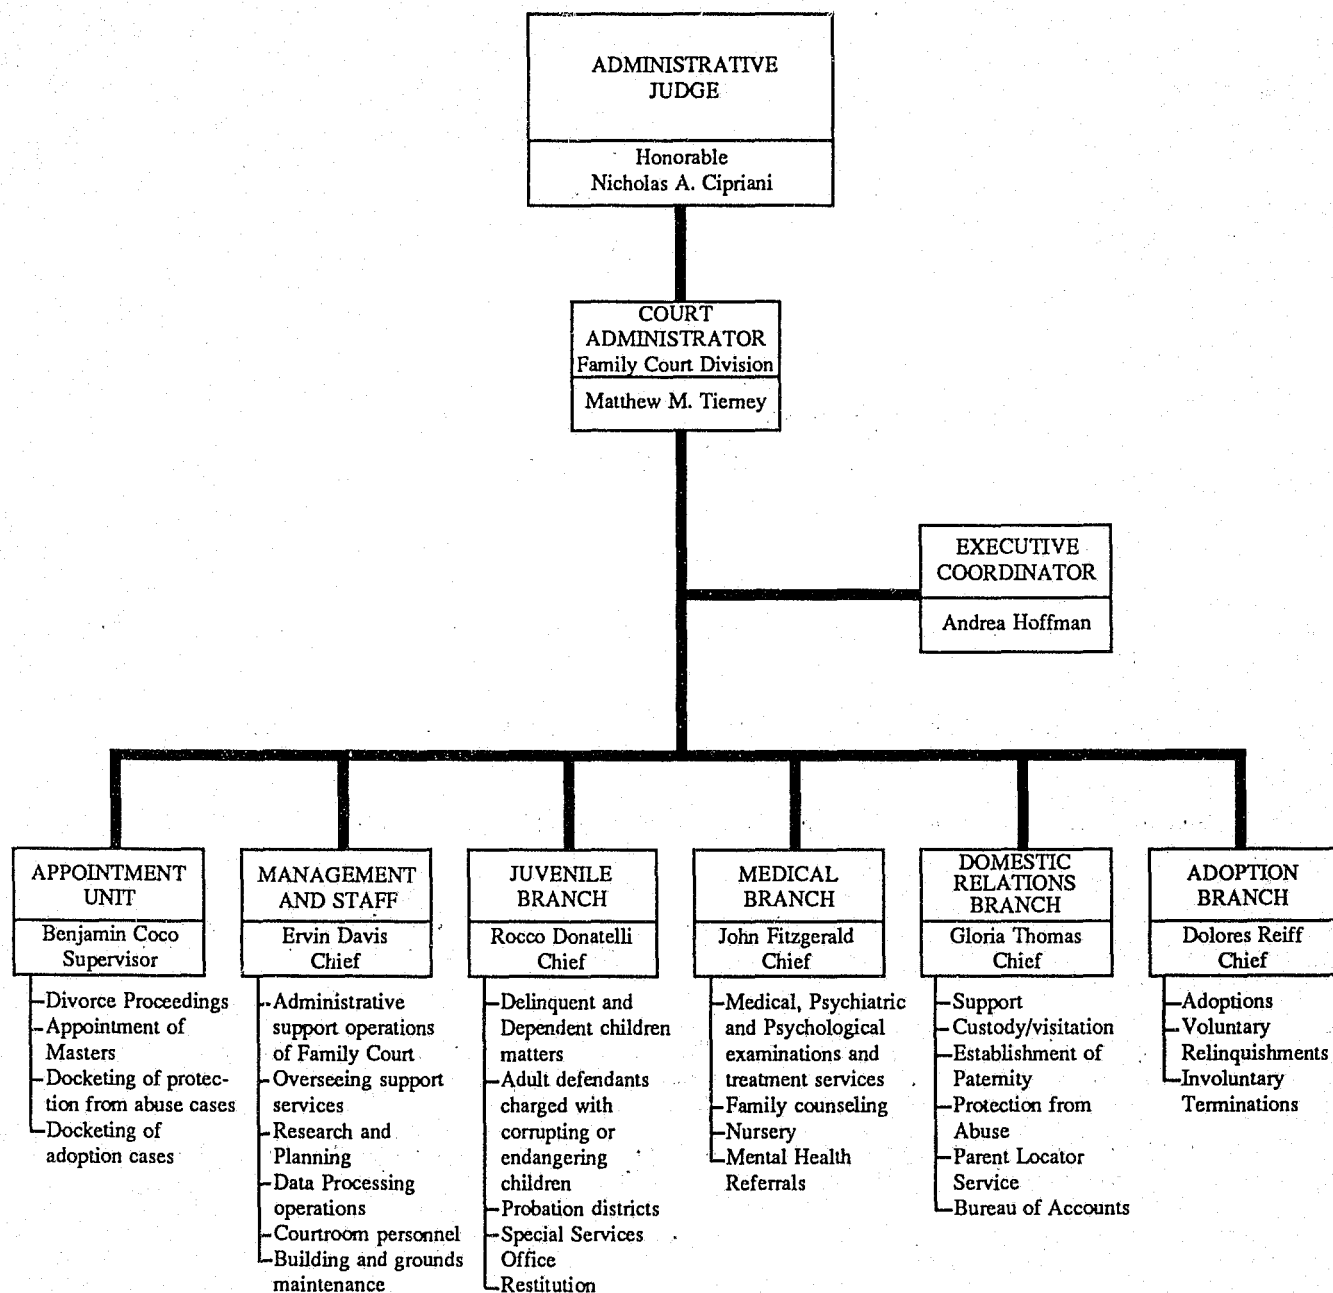 ADMINISTRATIVE
JUDGE
Honorable
Nicholas A. Cipriani
COURT
ADMINISTRATOR
Family Court Division
Matthew M. Tierney
EXECUTIVE
COORDINATOR
Andrea Hoffman
APPOINTMENT
UNIT
Benjamin Coco
Supervisor
Divorce Proceedings
Appointment of
Masters
Docketing of protec-
tion from abuse cases
Docketing of
adoption cases
MANAGEMENT
AND STAFF
Ervin Davis
Chief
Administrative
support operations
of Family Court
Overseeing support
services
Research and
Planning
Data Processing
operations
Courtroom personnel
Building and grounds
maintenance
JUVENILE
BRANCH
Rocco Donatelli
Chief
Delinquent and
Dependent children
matters
Adult defendants
charged with
corrupting or
endangering
children
Probation districts
Special Services
Office
Restitution
MEDICAL
BRANCH
John Fitzgerald
Chief
Medical, Psychiatric
and Psychological
examinations and
treatment services
Family counseling
Nursery
Mental Health
Referrals
DOMESTIC
RELATIONS
BRANCH
Gloria Thomas
Chief
Support
Custody/visitation
Establishment of
Paternity
Protection from
Abuse
Parent Locator
Service
Bureau of Accounts
ADOPTION
BRANCH
Dolores Reiff
Chief
Adoptions
Voluntary
Relinquishments
Involuntary
Terminations